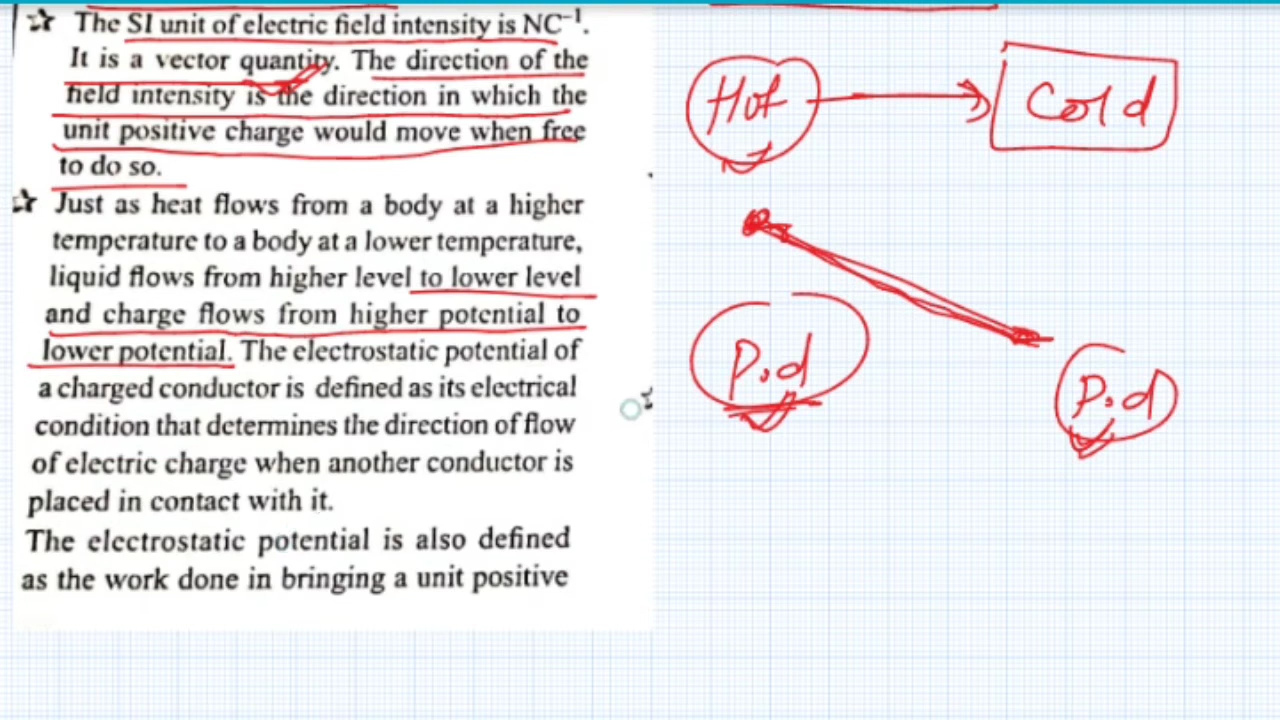 ☆ The SI unit of electric field intensity is NC⁻¹.
It is a vector quantity. The direction of the
field intensity is the direction in which the
unit positive charge would move when free
to do so.
☆ Just as heat flows from a body at a higher
temperature to a body at a lower temperature,
liquid flows from higher level to lower level
and charge flows from higher potential to
lower potential. The electrostatic potential of
a charged conductor is defined as its electrical
condition that determines the direction of flow
of electric charge when another conductor is
placed in contact with it.
The electrostatic potential is also defined
as the work done in bringing a unit positive
Hot
Cold
P.d
P.d